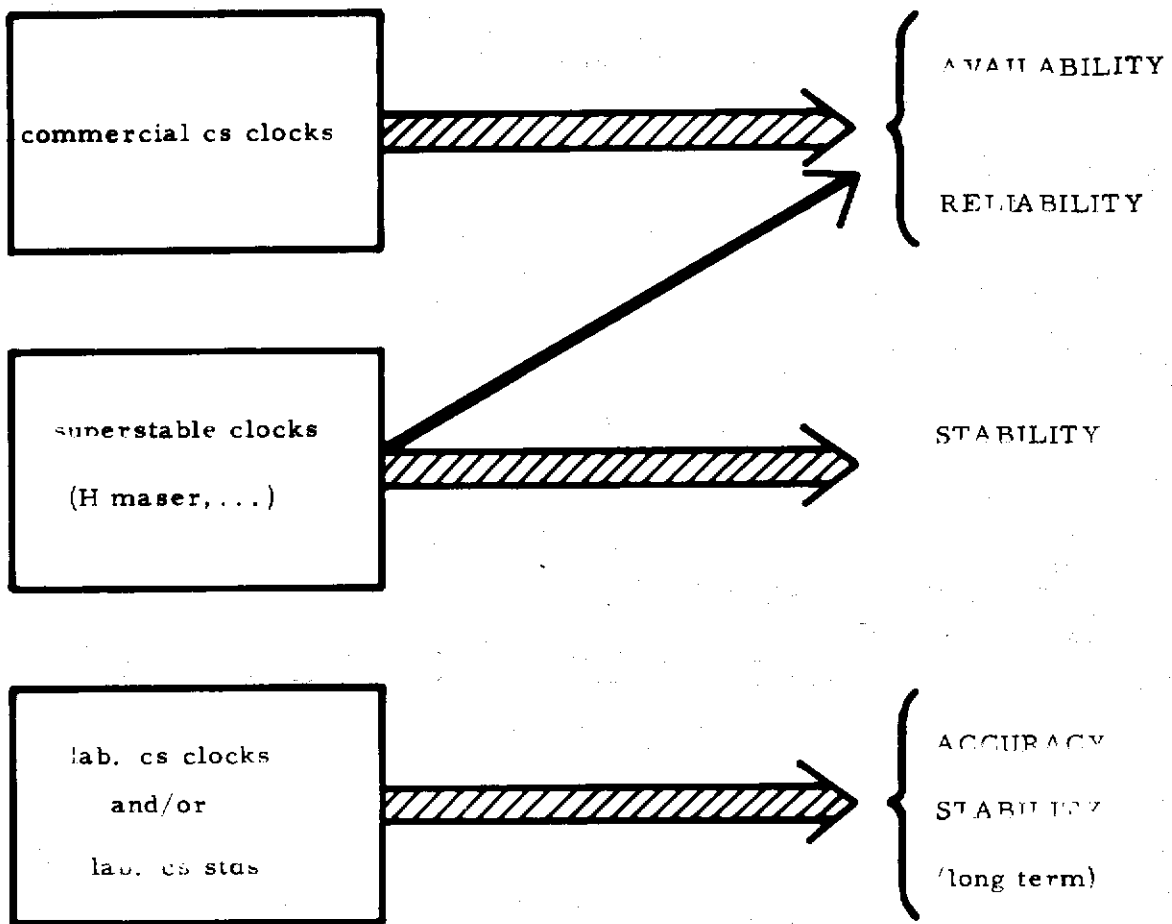 commercial cs clocks
AVAILABILITY
RELIABILITY
superstable clocks
(H maser, ...)
STABILITY
lab. cs clocks
and/or
lab. cs stds
ACCURACY
STABILITY
(long term)